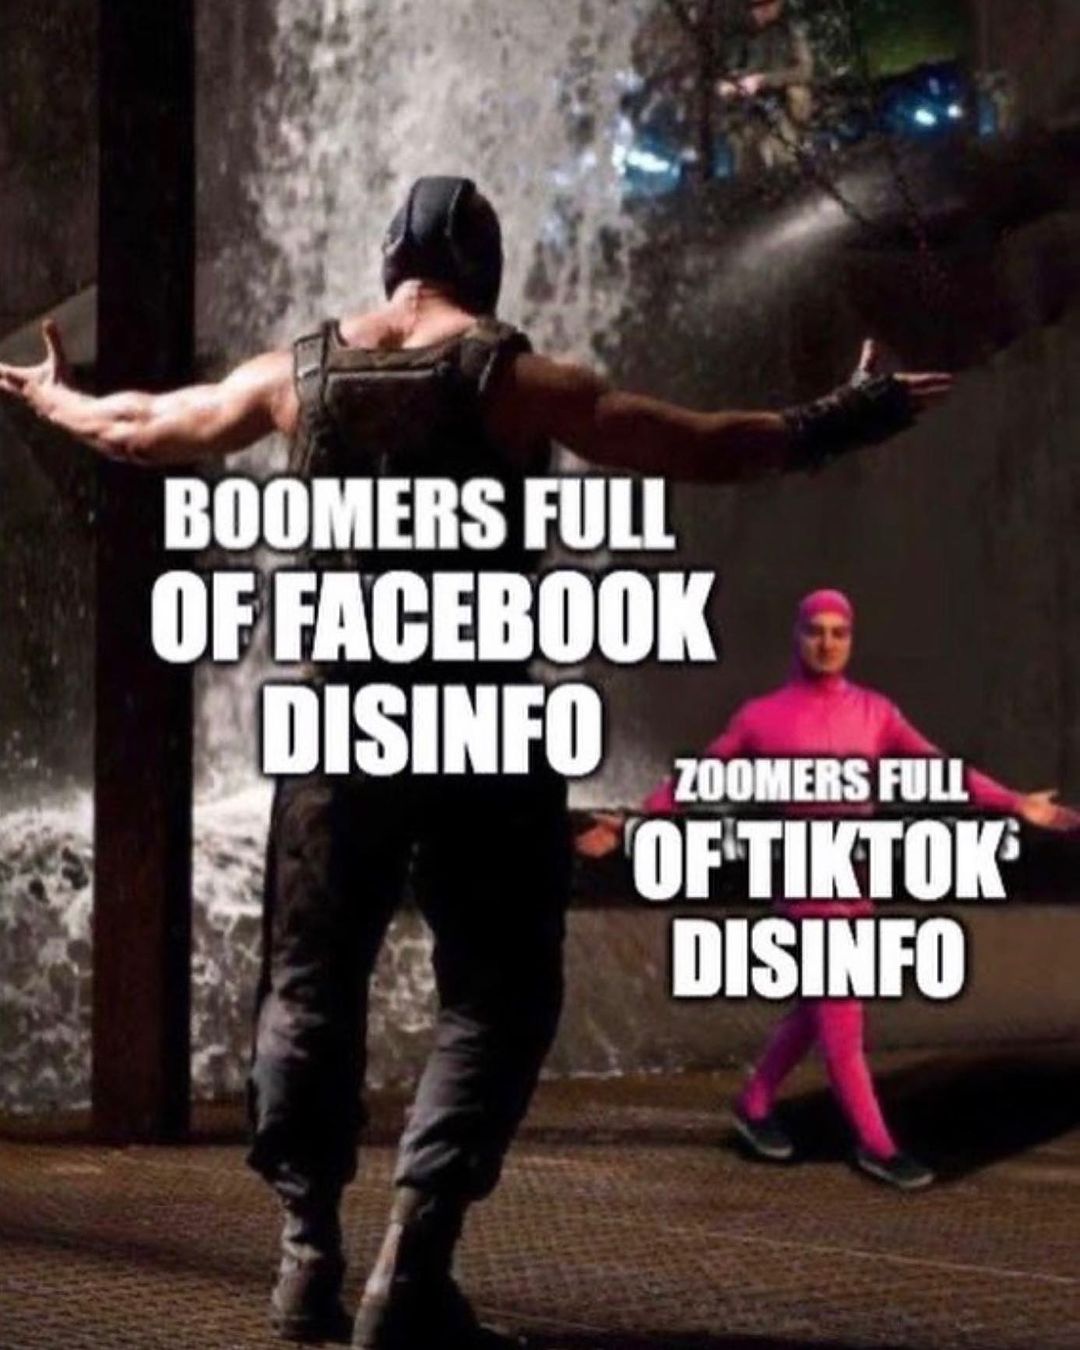 BOOMERS FULL
OF FACEBOOK
DISINFO
ZOOMERS FULL
OF TIKTOK
DISINFO